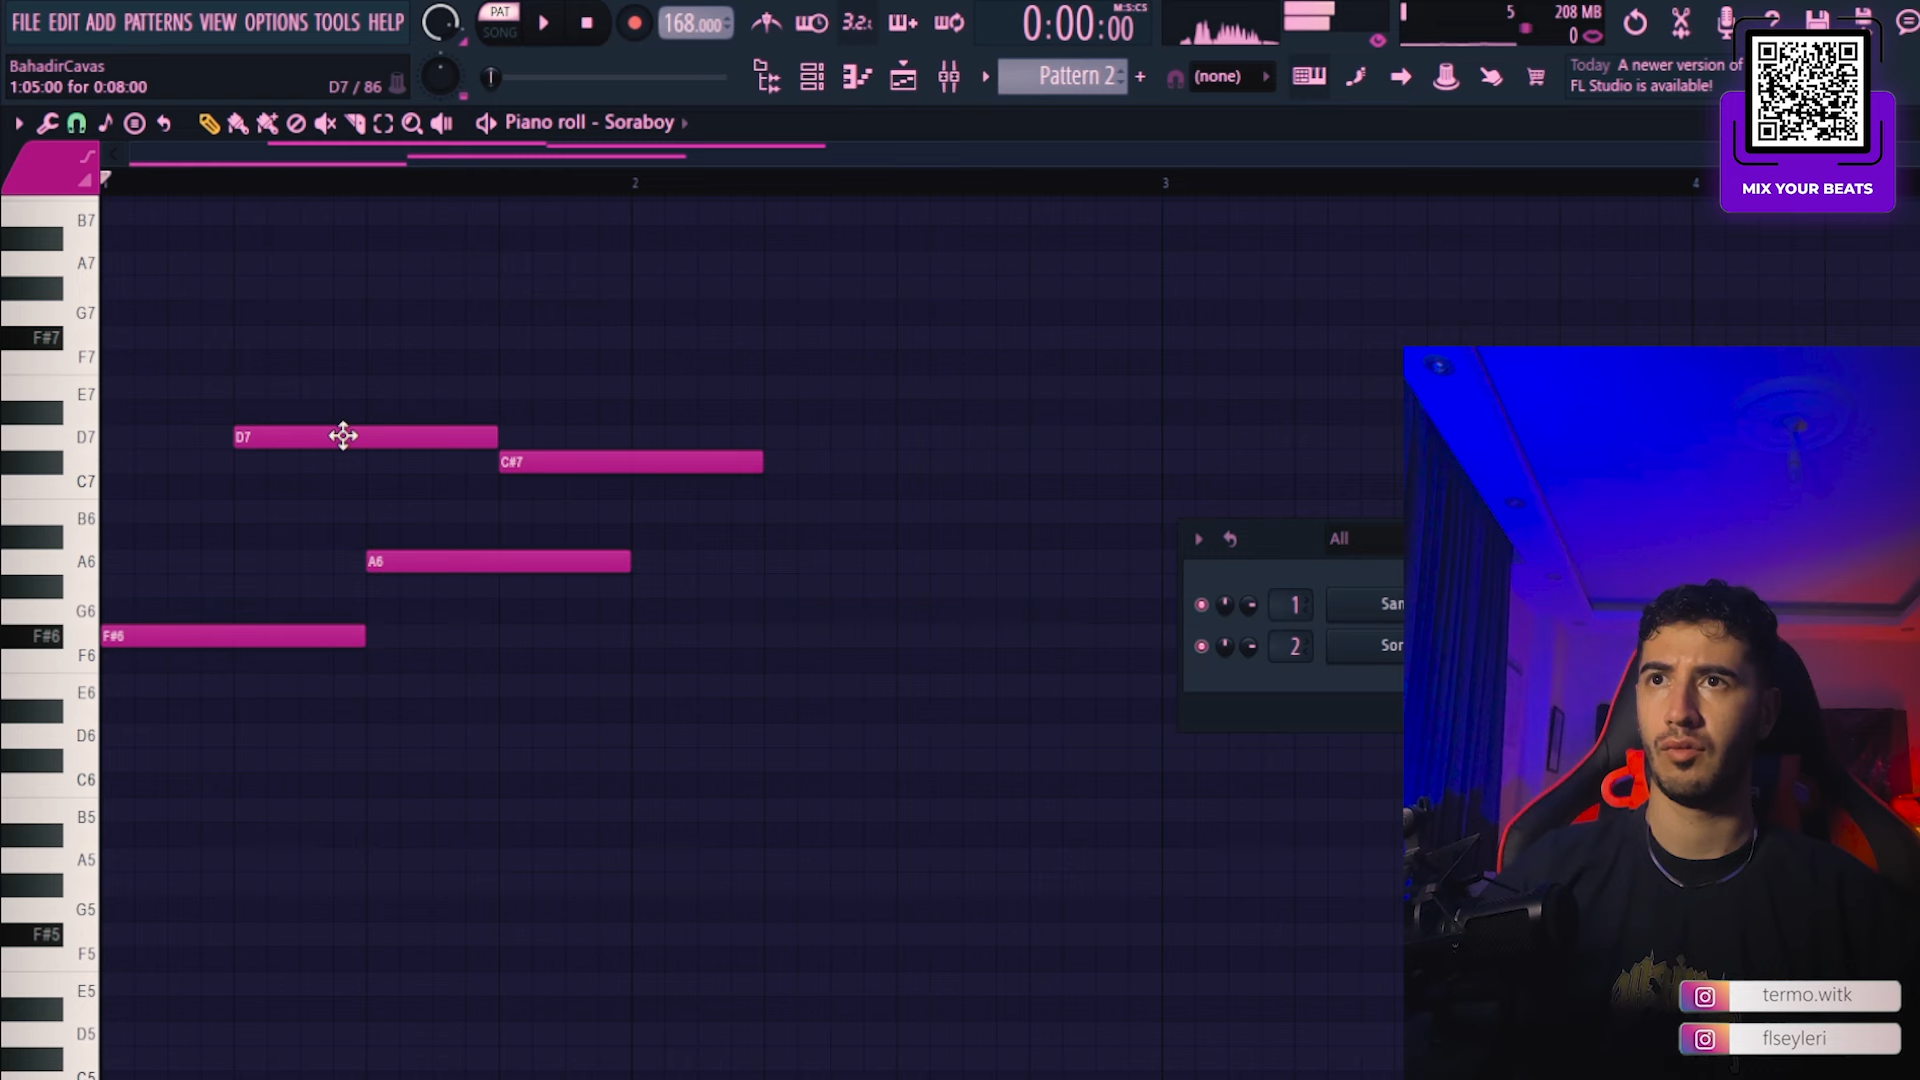 FILE EDIT ADD PATTERNS VIEW OPTIONS TOOLS HELP
PAT
SONG
168.000
3.2.
0:00:00
M:S:CS
5
208 MB
0
BahadirCavas
1:05:00 for 0:08:00
D7 / 86
Pattern 2
(none)
Today A newer version of
FL Studio is available!
MIX YOUR BEATS
Piano roll - Soraboy
2
3
4
B7
A7
G7
F#7
F7
E7
D7
D7
C#7
C7
B6
A6
A6
G6
F#6
F#6
F6
E6
D6
C6
B5
A5
G5
F#5
F5
E5
D5
C5
All
1
San
2
Sor
termo.witk
flseyleri